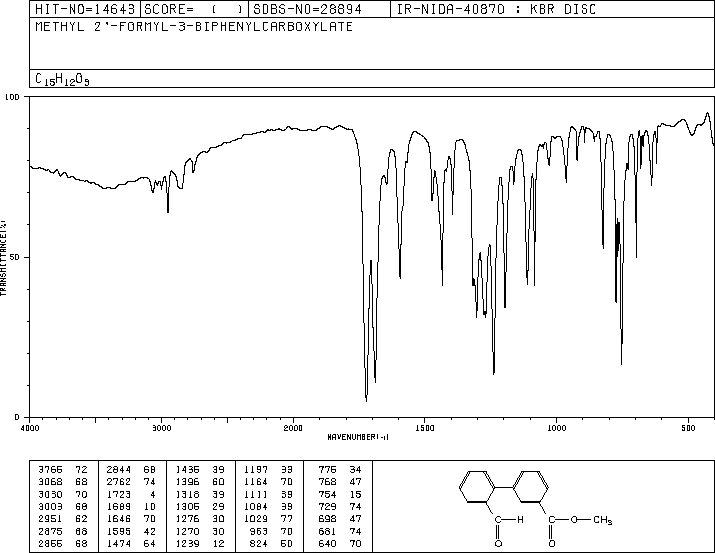 HIT-NO=14643 SCORE= ( ) SDBS-NO=28894 IR-NIDA-40870 : KBR DISC
METHYL 2'-FORMYL-3-BIPHENYLCARBOXYLATE
C15H12O3
100
50
0
TRANSMITTANCE(%)
4000 3000 2000 1500 1000 500
WAVENUMBER(-1)
3766 72 2844 68 1436 39 1197 33 776 34
3068 68 2762 74 1396 60 1164 70 768 47
3030 70 1723 4 1318 39 1111 39 754 15
3003 68 1689 10 1305 29 1084 39 729 74
2951 62 1646 70 1276 30 1029 77 698 47
2875 68 1595 42 1270 30 963 70 681 74
2866 68 1474 64 1239 12 824 50 640 70
C—H
O
C—O—CH3
O